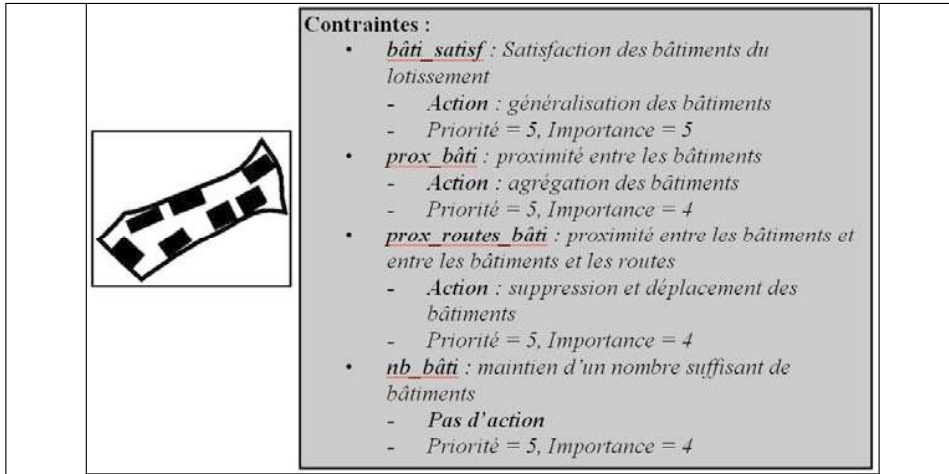 Contraintes :
• bâti_satisf : Satisfaction des bâtiments du
lotissement
- Action : généralisation des bâtiments
- Priorité = 5, Importance = 5
• prox_bâti : proximité entre les bâtiments
- Action : agrégation des bâtiments
- Priorité = 5, Importance = 4
• prox_routes_bâti : proximité entre les bâtiments et
entre les bâtiments et les routes
- Action : suppression et déplacement des
bâtiments
- Priorité = 5, Importance = 4
• nb_bâti : maintien d'un nombre suffisant de
bâtiments
- Pas d'action
- Priorité = 5, Importance = 4